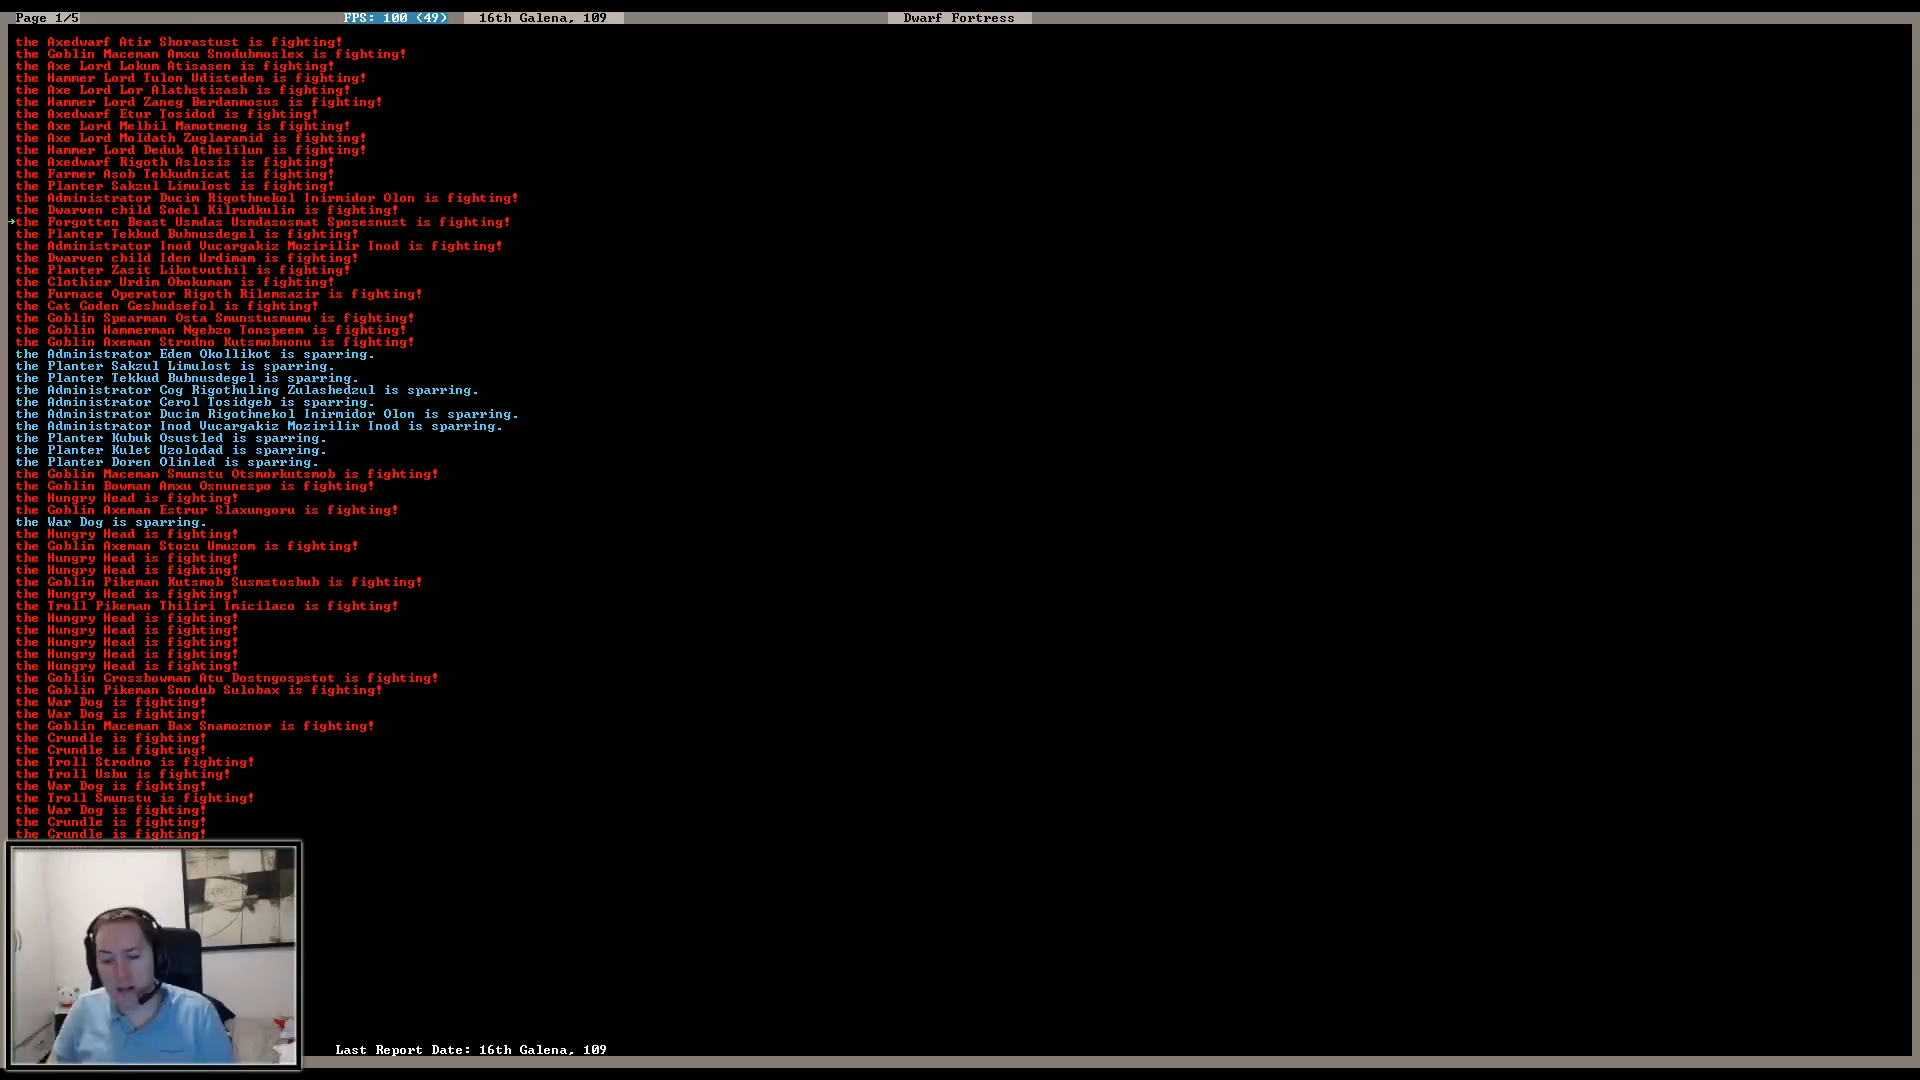 Page 1/5 FPS: 100 (49) 16th Galena, 109 Dwarf Fortress
the Axedwarf Atir Shorastust is fighting!
the Goblin Maceman Amxu Snodubmoslex is fighting!
the Axe Lord Lokum Atisasen is fighting!
the Hammer Lord Tulon Udistedem is fighting!
the Axe Lord Lor Alathstizash is fighting!
the Hammer Lord Zaneg Berdanmosus is fighting!
the Axedwarf Etur Tosidod is fighting!
the Axe Lord Melbil Mamotmeng is fighting!
the Axe Lord Moldath Zuglaramid is fighting!
the Hammer Lord Deduk Athelilun is fighting!
the Axedwarf Rigoth Aslosis is fighting!
the Farmer Asob Tekkudnicat is fighting!
the Planter Sakzul Limulost is fighting!
the Administrator Ducim Rigothnekol Inirmidor Olon is fighting!
the Dwarven child Sodel Kilrudkulin is fighting!
→the Forgotten Beast Usmdas Usmdasosmat Sposesnust is fighting!
the Planter Tekkud Bubnusdegel is fighting!
the Administrator Inod Vucargakiz Mozirilir Inod is fighting!
the Dwarven child Iden Urdimam is fighting!
the Planter Zasit Likotvuthil is fighting!
the Clothier Urdim Obokumam is fighting!
the Furnace Operator Rigoth Rilemsazir is fighting!
the Cat Goden Geshudsefol is fighting!
the Goblin Spearman Osta Smunstusmumu is fighting!
the Goblin Hammerman Ngebzo Tonspeem is fighting!
the Goblin Axeman Strodno Kutsmobnonu is fighting!
the Administrator Edem Okollikot is sparring.
the Planter Sakzul Limulost is sparring.
the Planter Tekkud Bubnusdegel is sparring.
the Administrator Cog Rigothuling Zulashedzul is sparring.
the Administrator Cerol Tosidgeb is sparring.
the Administrator Ducim Rigothnekol Inirmidor Olon is sparring.
the Administrator Inod Vucargakiz Mozirilir Inod is sparring.
the Planter Kubuk Osustled is sparring.
the Planter Kulet Uzolodad is sparring.
the Planter Doren Olinled is sparring.
the Goblin Maceman Smunstu Otsmorkutsmob is fighting!
the Goblin Bowman Amxu Osnunespo is fighting!
the Hungry Head is fighting!
the Goblin Axeman Estrur Slaxungoru is fighting!
the War Dog is sparring.
the Hungry Head is fighting!
the Goblin Axeman Stozu Umuzom is fighting!
the Hungry Head is fighting!
the Hungry Head is fighting!
the Goblin Pikeman Kutsmob Susmstosbub is fighting!
the Hungry Head is fighting!
the Troll Pikeman Thiliri Imicilaco is fighting!
the Hungry Head is fighting!
the Hungry Head is fighting!
the Hungry Head is fighting!
the Hungry Head is fighting!
the Hungry Head is fighting!
the Goblin Crossbowman Atu Dostngospstot is fighting!
the Goblin Pikeman Snodub Sulobax is fighting!
the War Dog is fighting!
the War Dog is fighting!
the Goblin Maceman Bax Snamoznor is fighting!
the Crundle is fighting!
the Crundle is fighting!
the Troll Strodno is fighting!
the Troll Usbu is fighting!
the War Dog is fighting!
the Troll Smunstu is fighting!
the War Dog is fighting!
the Crundle is fighting!
the Crundle is fighting!
Last Report Date: 16th Galena, 109